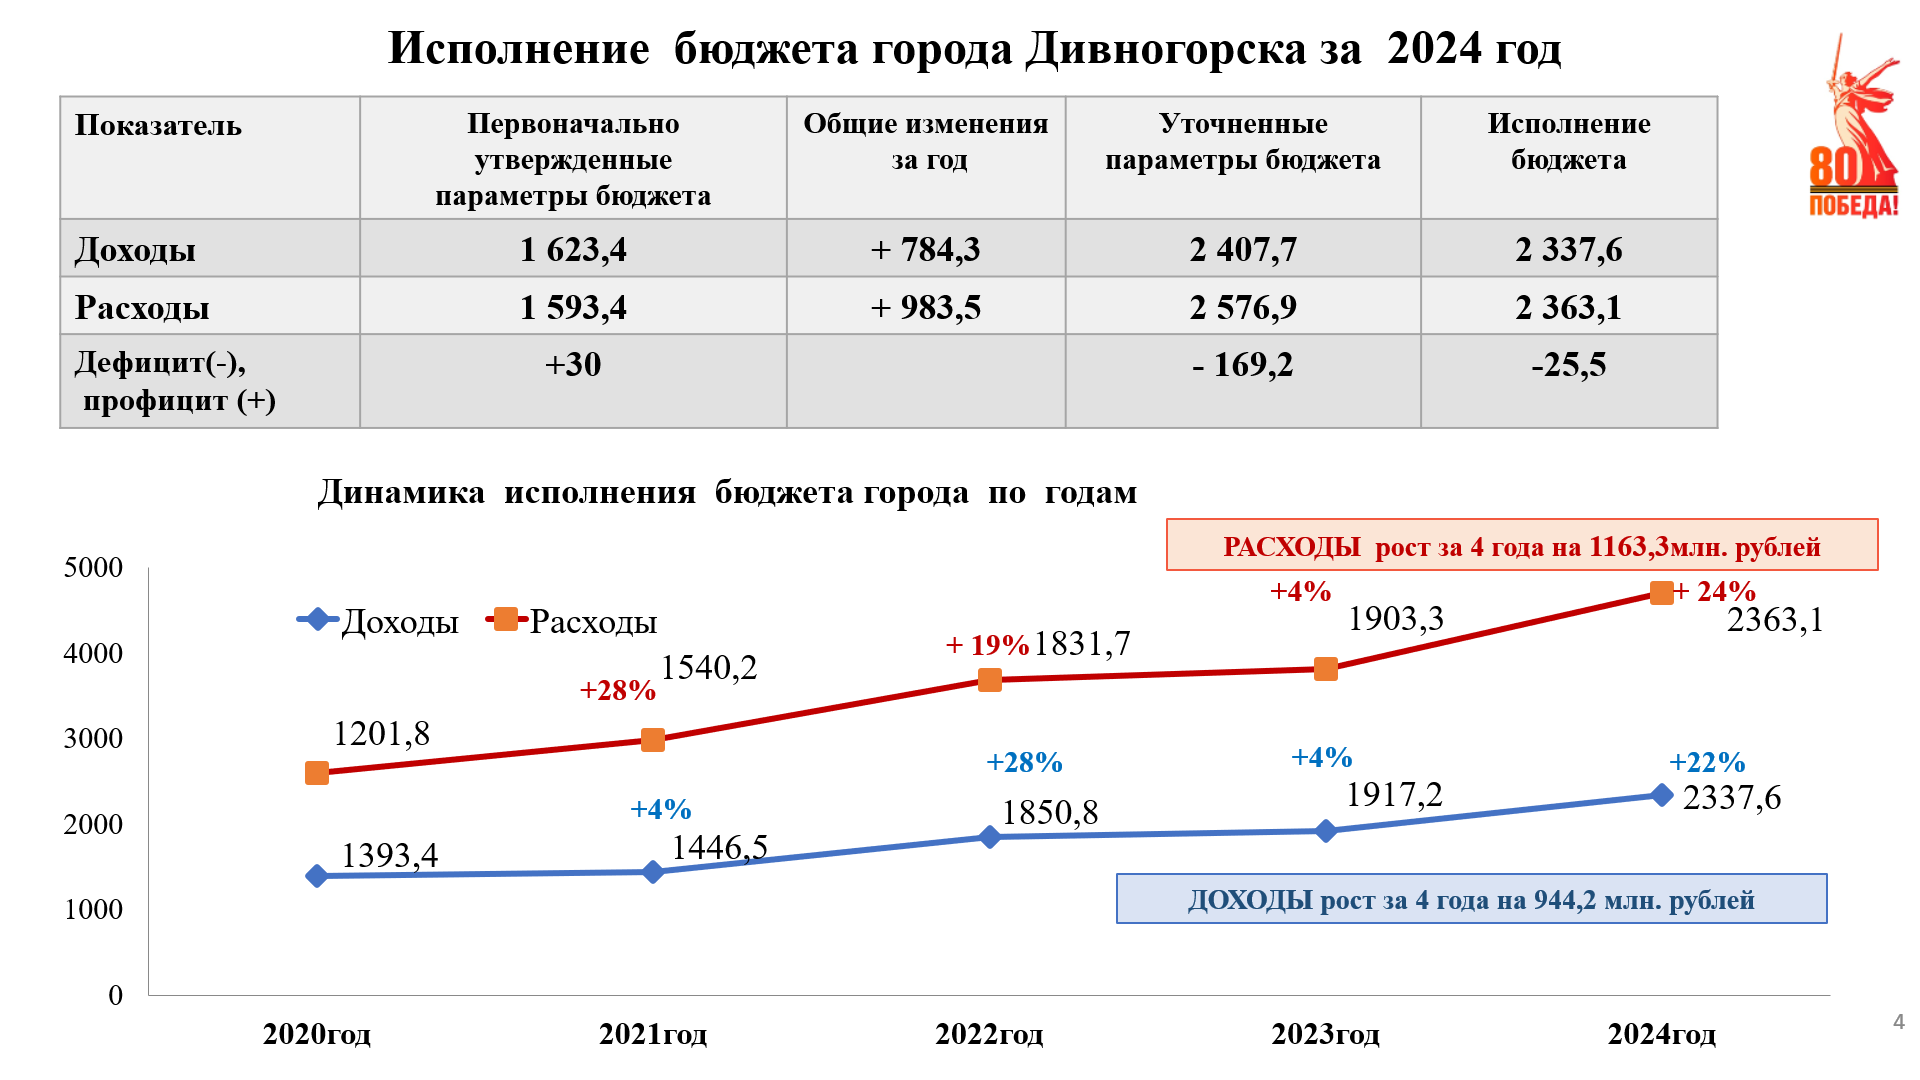 Исполнение  бюджета города Дивногорска за  2024 год
80
ПОБЕДА!
Показатель
Первоначально
утвержденные
параметры бюджета
Общие изменения
за год
Уточненные
параметры бюджета
Исполнение
бюджета
Доходы
1 623,4
+ 784,3
2 407,7
2 337,6
Расходы
1 593,4
+ 983,5
2 576,9
2 363,1
Дефицит(-),
профицит (+)
+30
- 169,2
-25,5
Динамика  исполнения  бюджета города  по  годам
РАСХОДЫ  рост за 4 года на 1163,3млн. рублей
5000
4000
3000
2000
1000
0
Доходы
Расходы
1201,8
+28%
1540,2
+ 19%
1831,7
+4%
1903,3
+ 24%
2363,1
1393,4
+4%
1446,5
+28%
1850,8
+4%
1917,2
+22%
2337,6
ДОХОДЫ рост за 4 года на 944,2 млн. рублей
2020год
2021год
2022год
2023год
2024год
4